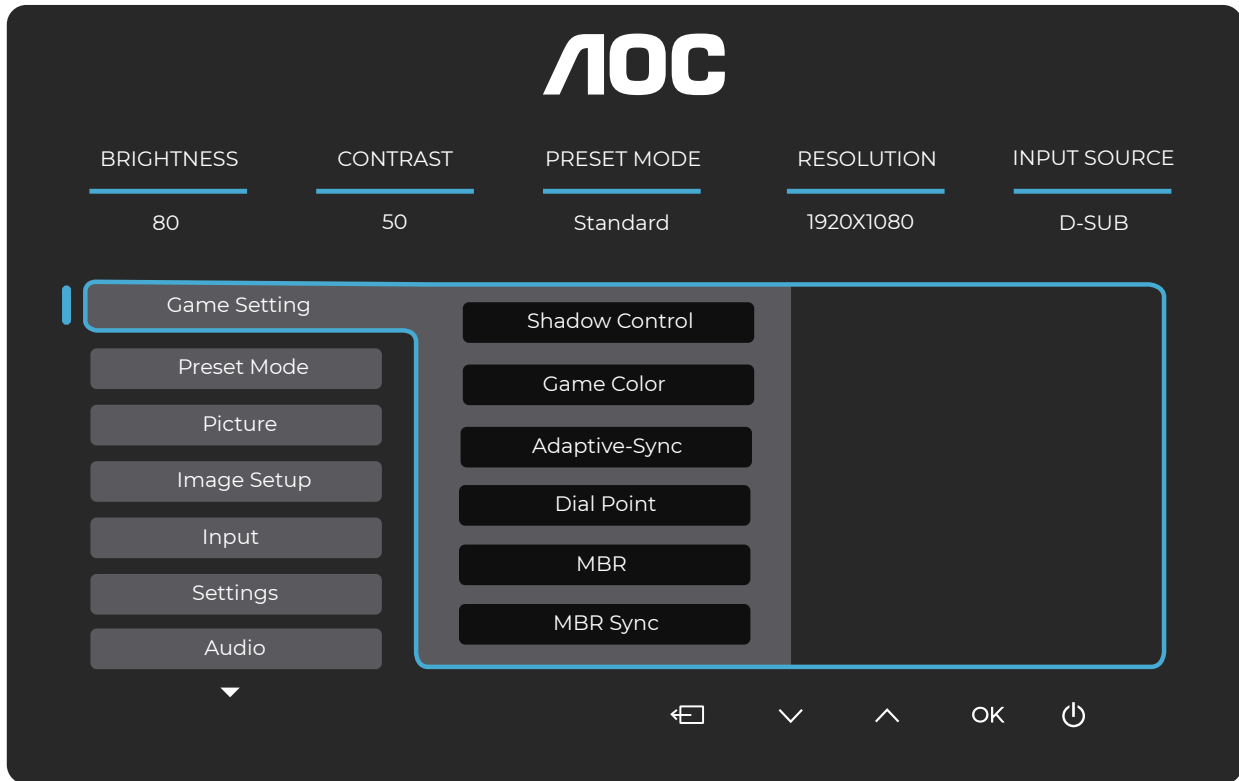 AOC
BRIGHTNESS CONTRAST PRESET MODE RESOLUTION INPUT SOURCE
80 50 Standard 1920X1080 D-SUB
Game Setting
Preset Mode
Picture
Image Setup
Input
Settings
Audio
Shadow Control
Game Color
Adaptive-Sync
Dial Point
MBR
MBR Sync
OK